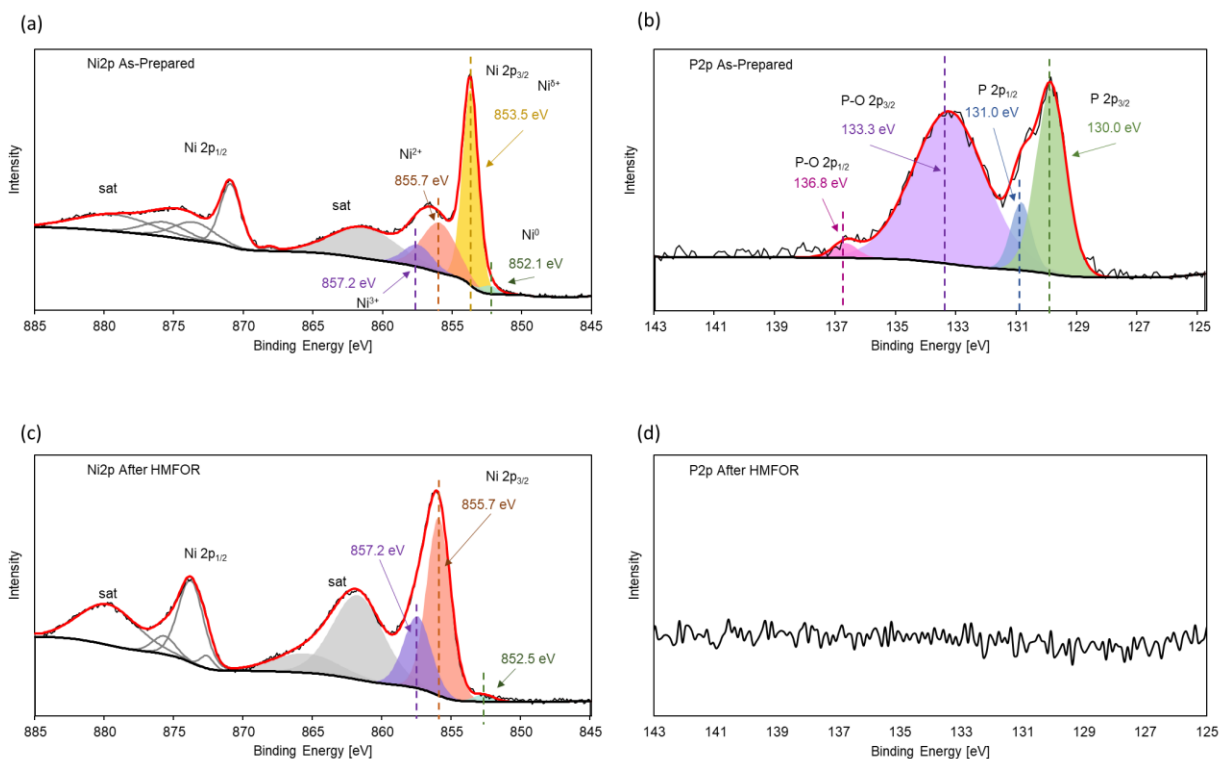 (a)
Ni2p As-Prepared
Ni 2p3/2
Niδ+
853.5 eV
Ni2+
855.7 eV
Ni 2p1/2
sat
sat
Ni0
852.1 eV
857.2 eV
Ni3+
Intensity
885 880 875 870 865 860 855 850 845
Binding Energy [eV]
(b)
P2p As-Prepared
P-O 2p3/2
133.3 eV
P 2p1/2
131.0 eV
P 2p3/2
130.0 eV
P-O 2p1/2
136.8 eV
Intensity
143 141 139 137 135 133 131 129 127 125
Binding Energy [eV]
(c)
Ni2p After HMFOR
Ni 2p3/2
855.7 eV
857.2 eV
Ni 2p1/2
sat
sat
852.5 eV
Intensity
885 880 875 870 865 860 855 850 845
Binding Energy [eV]
(d)
P2p After HMFOR
Intensity
143 141 139 137 135 133 131 129 127 125
Binding Energy [eV]